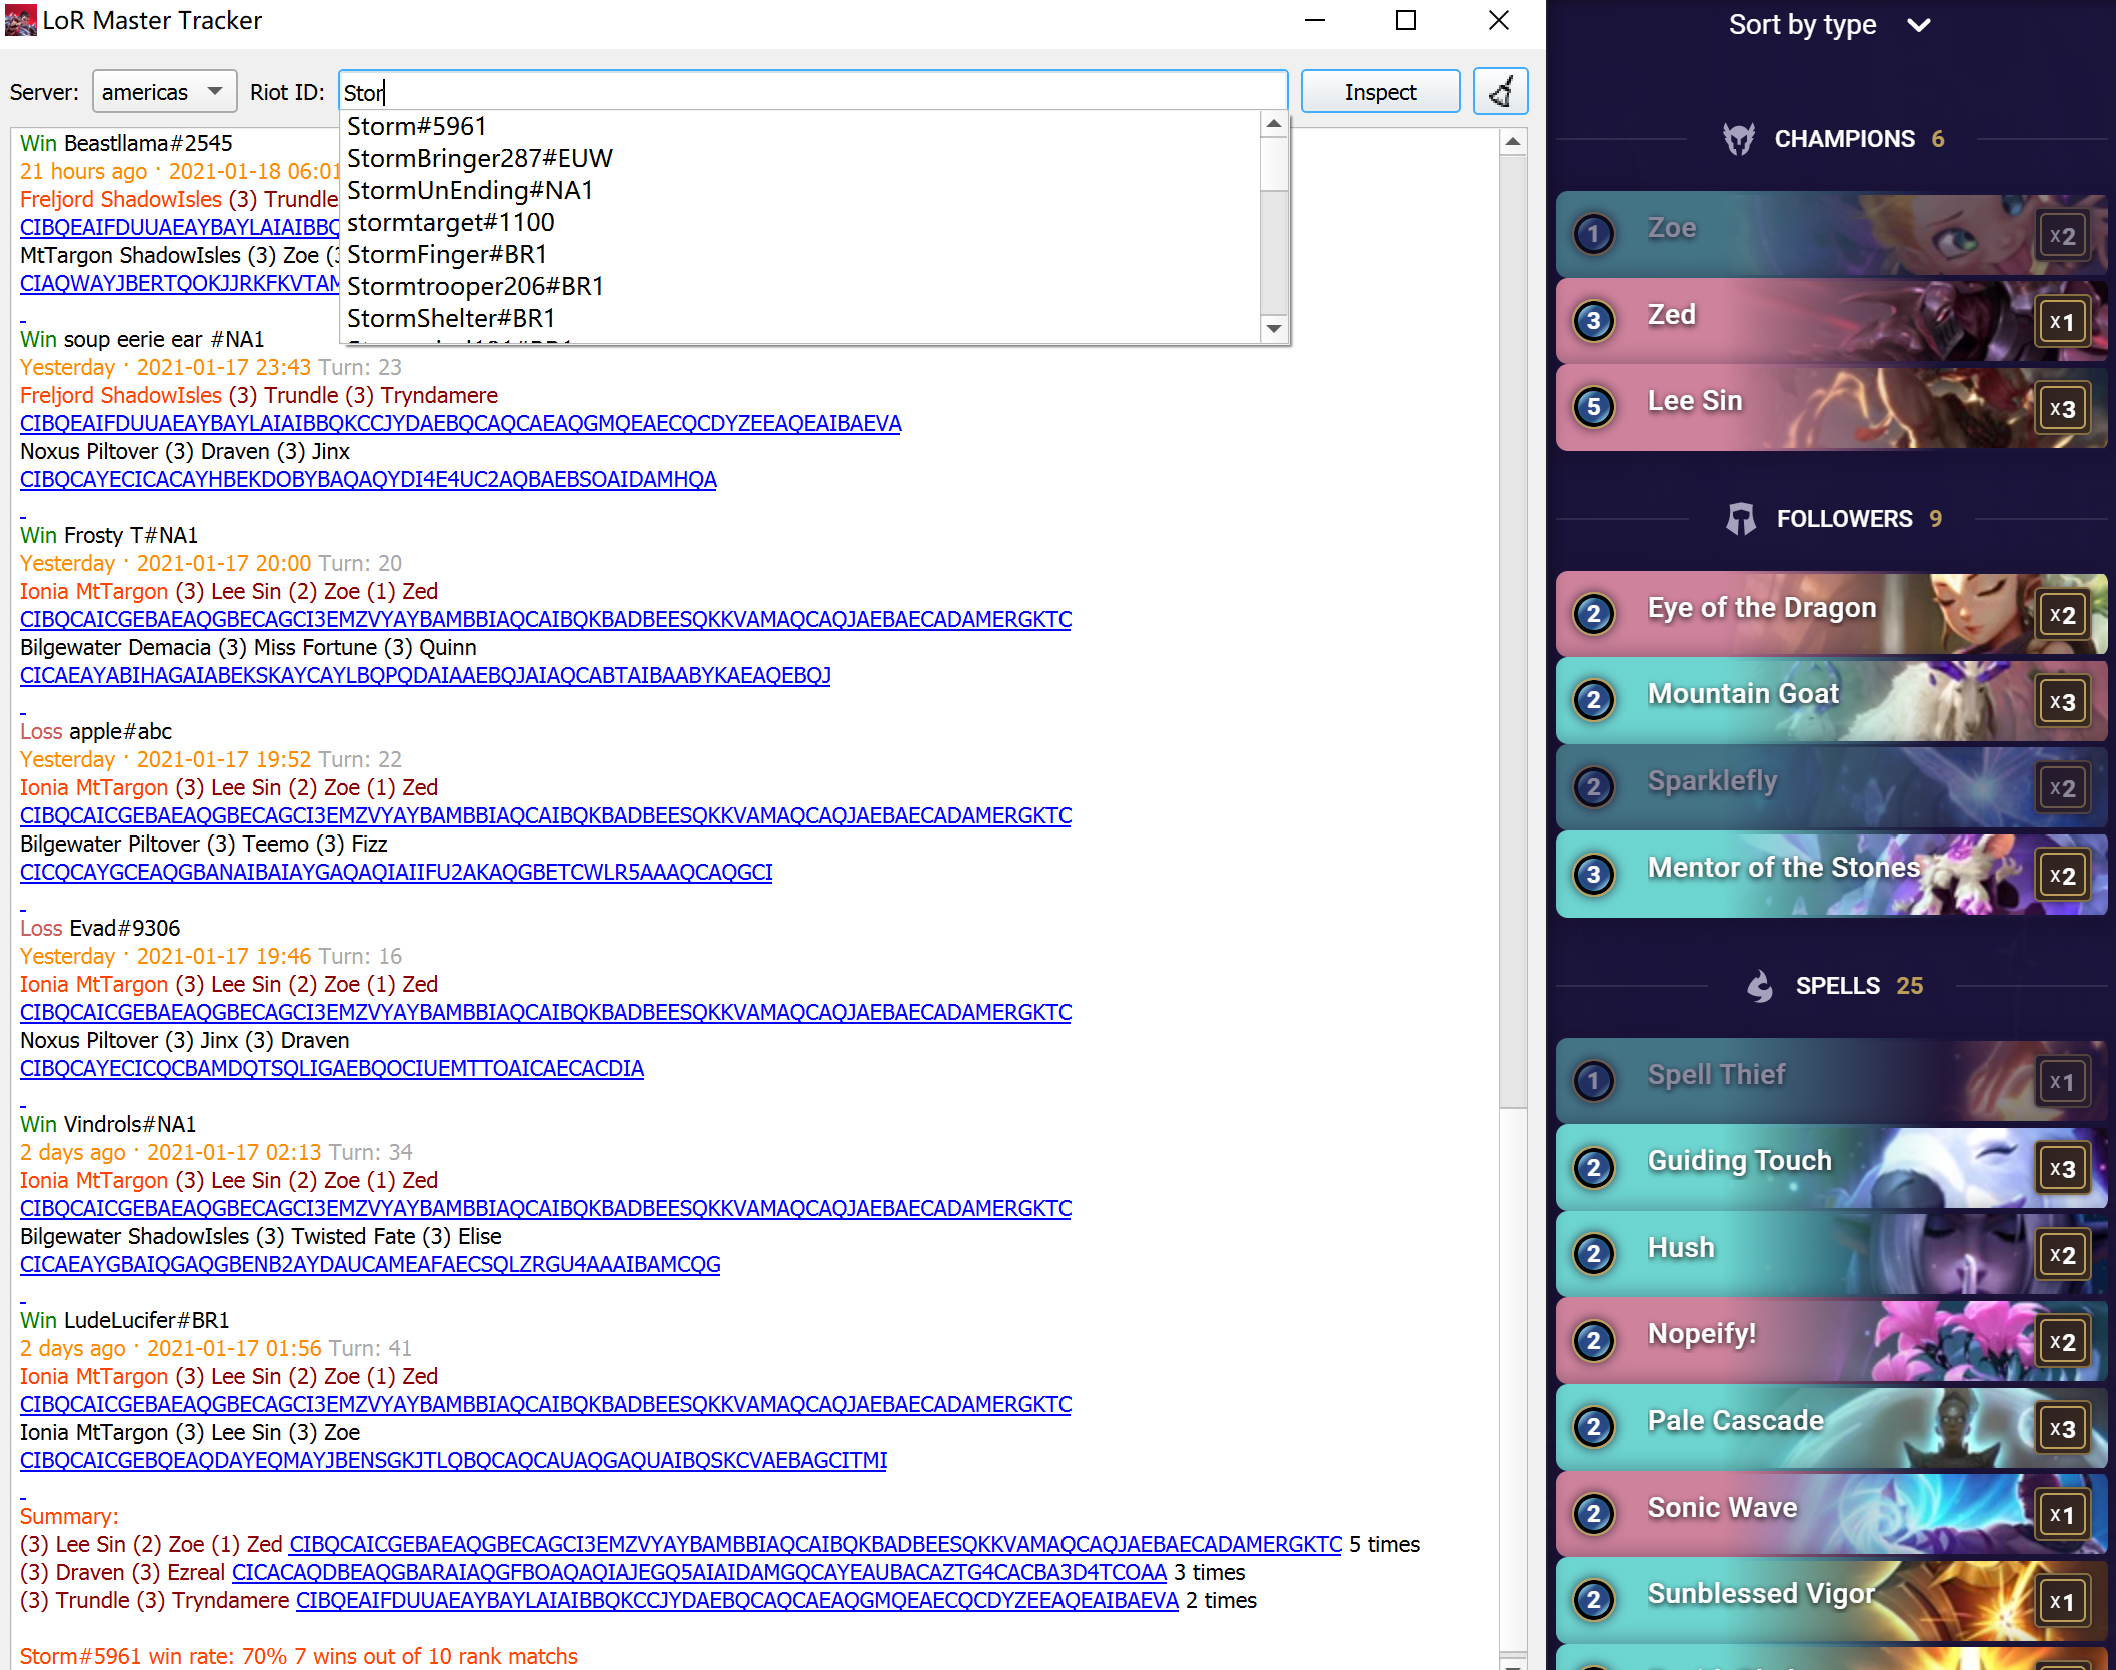 LoR Master Tracker
Server: americas Riot ID: Stor Inspect
Storm#5961
StormBringer287#EUW
StormUnEnding#NA1
stormtarget#1100
StormFinger#BR1
Stormtrooper206#BR1
StormShelter#BR1
Win Beastllama#2545
21 hours ago · 2021-01-18 06:01
Freljord ShadowIsles (3) Trundle
CIBQEAIFDUUAEAYBAYLAIAIBBQ
MtTargon ShadowIsles (3) Zoe (3
CIAQWAYJBERTQOKJJRKFKVTAM
Win soup eerie ear #NA1
Yesterday · 2021-01-17 23:43 Turn: 23
Freljord ShadowIsles (3) Trundle (3) Tryndamere
CIBQEAIFDUUAEAYBAYLAIAIBBQKCCJYDAEBQCAQCAEAQGMQEAECQCDYZEEAQEAIBAEVA
Noxus Piltover (3) Draven (3) Jinx
CIBQCAYECICACAYHBEKDOBYBAQAQYDI4E4UC2AQBAEBSOAIDAMHQA
Win Frosty T#NA1
Yesterday · 2021-01-17 20:00 Turn: 20
Ionia MtTargon (3) Lee Sin (2) Zoe (1) Zed
CIBQCAICGEBAEAQGBECAGCI3EMZVYAYBAMBBIAQCAIBQKBADBEESQKKVAMAQCAQJAEBAECADAMERGKTC
Bilgewater Demacia (3) Miss Fortune (3) Quinn
CICAEAYABIHAGAIABEKSKAYCAYLBQPQDAIAAEBQJAIAQCABTAIBAABYKAEAQEBQJ
Loss apple#abc
Yesterday · 2021-01-17 19:52 Turn: 22
Ionia MtTargon (3) Lee Sin (2) Zoe (1) Zed
CIBQCAICGEBAEAQGBECAGCI3EMZVYAYBAMBBIAQCAIBQKBADBEESQKKVAMAQCAQJAEBAECADAMERGKTC
Bilgewater Piltover (3) Teemo (3) Fizz
CICQCAYGCEAQGBANAIBAIAYGAQAQIAIIFU2AKAQGBETCWLR5AAAQCAQGCI
Loss Evad#9306
Yesterday · 2021-01-17 19:46 Turn: 16
Ionia MtTargon (3) Lee Sin (2) Zoe (1) Zed
CIBQCAICGEBAEAQGBECAGCI3EMZVYAYBAMBBIAQCAIBQKBADBEESQKKVAMAQCAQJAEBAECADAMERGKTC
Noxus Piltover (3) Jinx (3) Draven
CIBQCAYECICQCBAMDQTSQLIGAEBQOCIUEMTTOAICAECACDIA
Win Vindrols#NA1
2 days ago · 2021-01-17 02:13 Turn: 34
Ionia MtTargon (3) Lee Sin (2) Zoe (1) Zed
CIBQCAICGEBAEAQGBECAGCI3EMZVYAYBAMBBIAQCAIBQKBADBEESQKKVAMAQCAQJAEBAECADAMERGKTC
Bilgewater ShadowIsles (3) Twisted Fate (3) Elise
CICAEAYGBAIQGAQGBENB2AYDAUCAMEAFAECSQLZRGU4AAAIBAMCQG
Win LudeLucifer#BR1
2 days ago · 2021-01-17 01:56 Turn: 41
Ionia MtTargon (3) Lee Sin (2) Zoe (1) Zed
CIBQCAICGEBAEAQGBECAGCI3EMZVYAYBAMBBIAQCAIBQKBADBEESQKKVAMAQCAQJAEBAECADAMERGKTC
Ionia MtTargon (3) Lee Sin (3) Zoe
CIBQCAICGEBQEAQDAYEQMAYJBENSGKJTLQBQCAQCAUAQGAQUAIBQSKCVAEBAGCITMI
Summary:
(3) Lee Sin (2) Zoe (1) Zed CIBQCAICGEBAEAQGBECAGCI3EMZVYAYBAMBBIAQCAIBQKBADBEESQKKVAMAQCAQJAEBAECADAMERGKTC 5 times
(3) Draven (3) Ezreal CICACAQDBEAQGBARAIAQGFBOAQAQIAJEGQ5AIAIDAMGQCAYEAUBACAZTG4CACBA3D4TCOAA 3 times
(3) Trundle (3) Tryndamere CIBQEAIFDUUAEAYBAYLAIAIBBQKCCJYDAEBQCAQCAEAQGMQEAECQCDYZEEAQEAIBAEVA 2 times
Storm#5961 win rate: 70% 7 wins out of 10 rank matchs
Sort by type
CHAMPIONS 6
1 Zoe x2
3 Zed x1
5 Lee Sin x3
FOLLOWERS 9
2 Eye of the Dragon x2
2 Mountain Goat x3
2 Sparklefly x2
3 Mentor of the Stones x2
SPELLS 25
1 Spell Thief x1
2 Guiding Touch x3
2 Hush x2
2 Nopeify! x2
2 Pale Cascade x3
2 Sonic Wave x1
2 Sunblessed Vigor x1